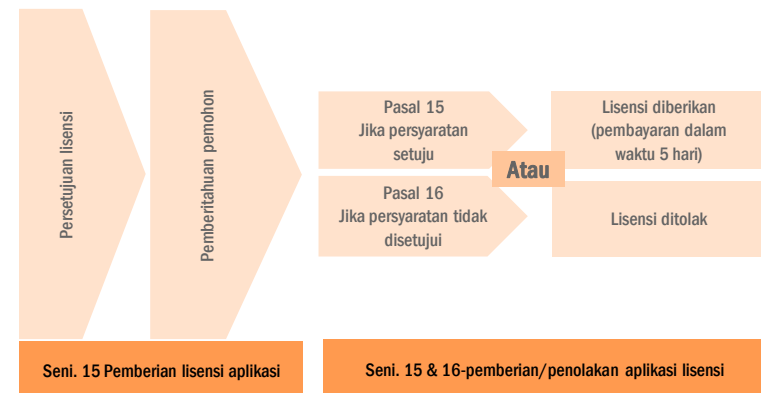 Persetujuan lisensi
Pemberitahuan pemohon
Pasal 15
Jika persyaratan
setuju
Pasal 16
Jika persyaratan tidak
disetujui
Atau
Lisensi diberikan
(pembayaran dalam
waktu 5 hari)
Lisensi ditolak
Seni. 15 Pemberian lisensi aplikasi
Seni. 15 & 16-pemberian/penolakan aplikasi lisensi